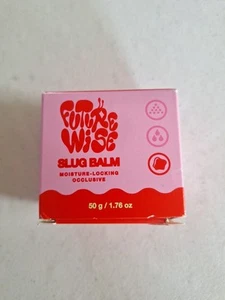 FUTURE
WISE
SLUG BALM
MOISTURE-LOCKING
OCCLUSIVE
50 g / 1.76 oz